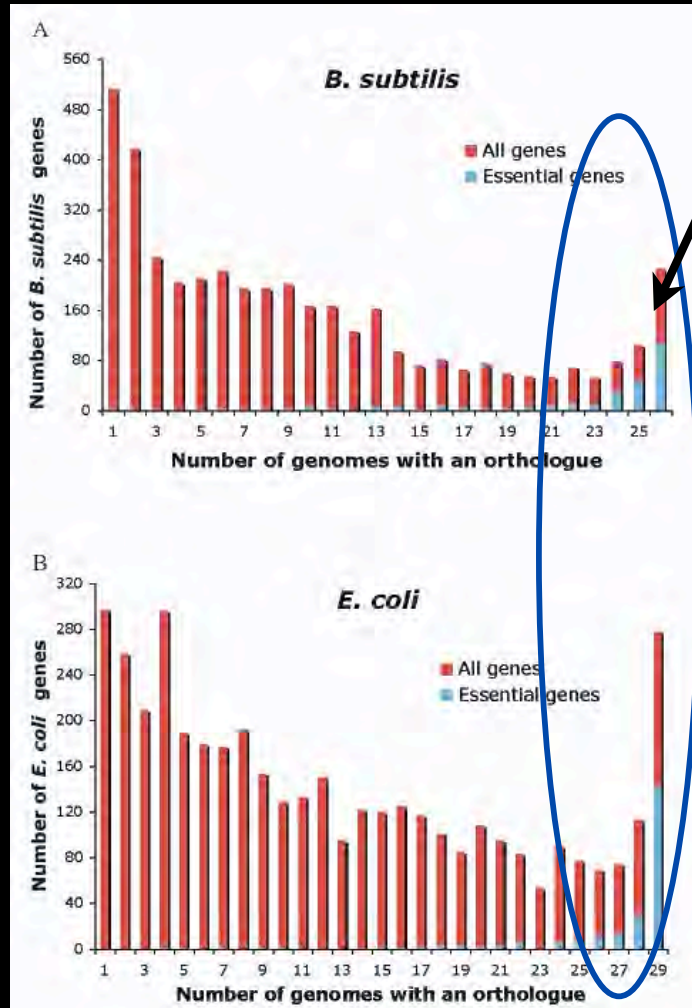 A
B. subtilis
All genes
Essential genes
Number of B. subtilis genes
560
480
400
320
240
160
80
0
1 3 5 7 9 11 13 15 17 19 21 23 25
Number of genomes with an orthologue
B
E. coli
All genes
Essential genes
Number of E. coli genes
320
280
240
200
160
120
80
40
0
1 3 5 7 9 11 13 15 17 19 21 23 25 27 29
Number of genomes with an orthologue